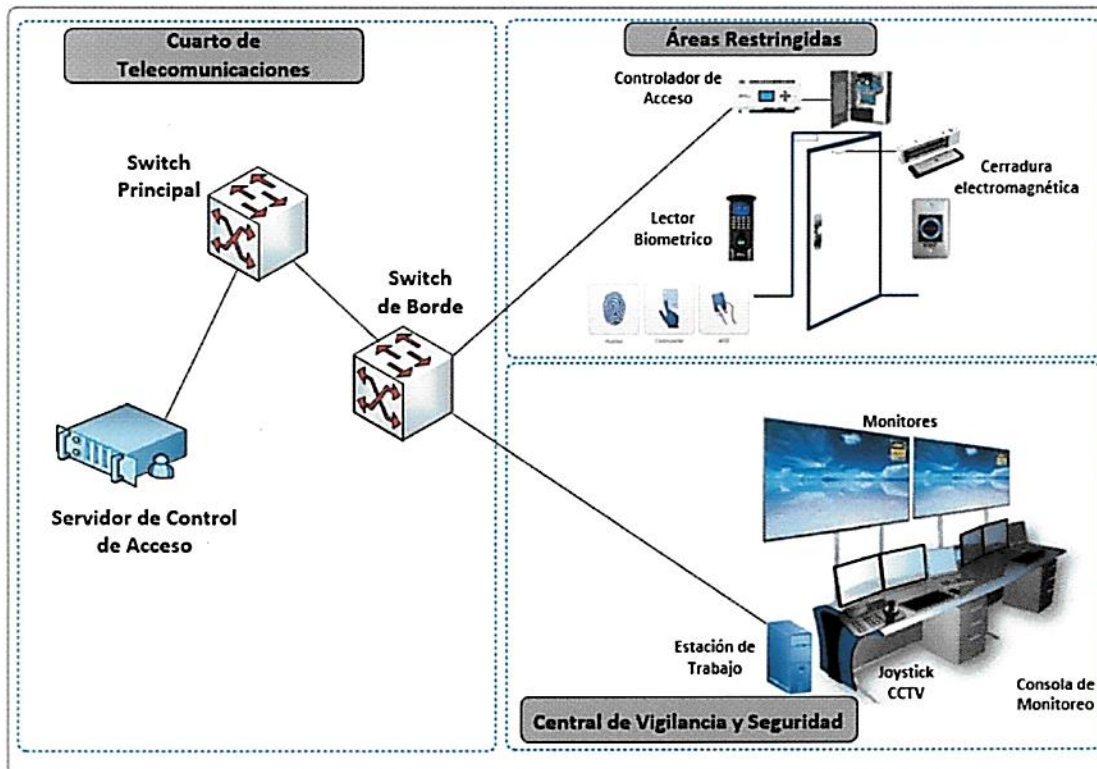 Cuarto de
Telecomunicaciones
Switch
Principal
Switch
de Borde
Servidor de Control
de Acceso
Áreas Restringidas
Controlador de
Acceso
Cerradura
electromagnética
Lector
Biometrico
Monitores
Estación de
Trabajo
Joystick
CCTV
Consola de
Monitoreo
Central de Vigilancia y Seguridad